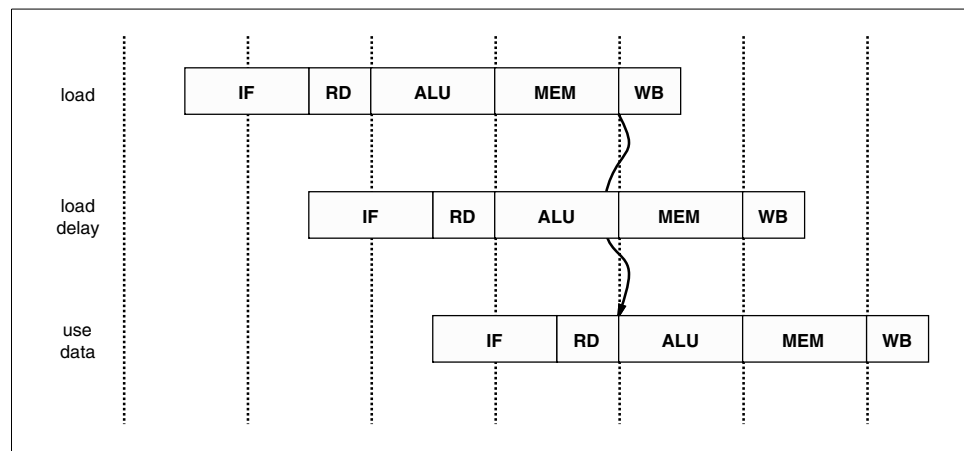 load
IF RD ALU MEM WB
load
delay
IF RD ALU MEM WB
use
data
IF RD ALU MEM WB